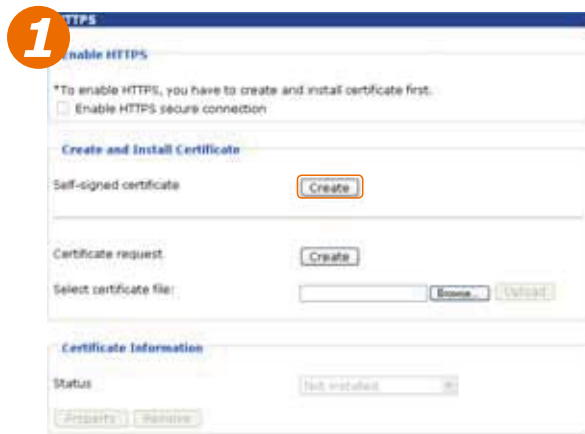 1
HTTPS
Enable HTTPS
*To enable HTTPS, you have to create and install certificate first.
Enable HTTPS secure connection
Create and Install Certificate
Self-signed certificate Create
Certificate request Create
Select certificate file: Browse... Upload
Certificate Information
Status Not installed
Property Remove